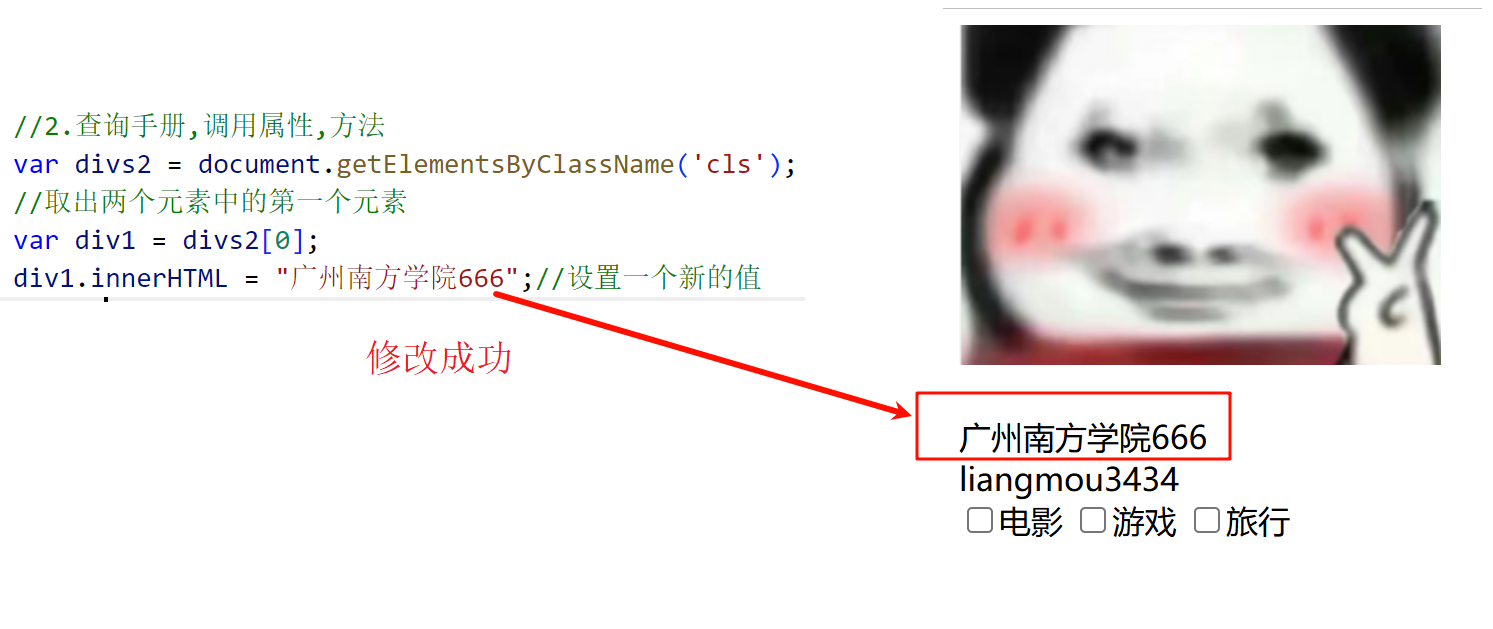 //2.查询手册,调用属性,方法
var divs2 = document.getElementsByClassName('cls');
//取出两个元素中的第一个元素
var div1 = divs2[0];
div1.innerHTML = "广州南方学院666";//设置一个新的值
修改成功
广州南方学院666
liangmou3434
电影 游戏 旅行